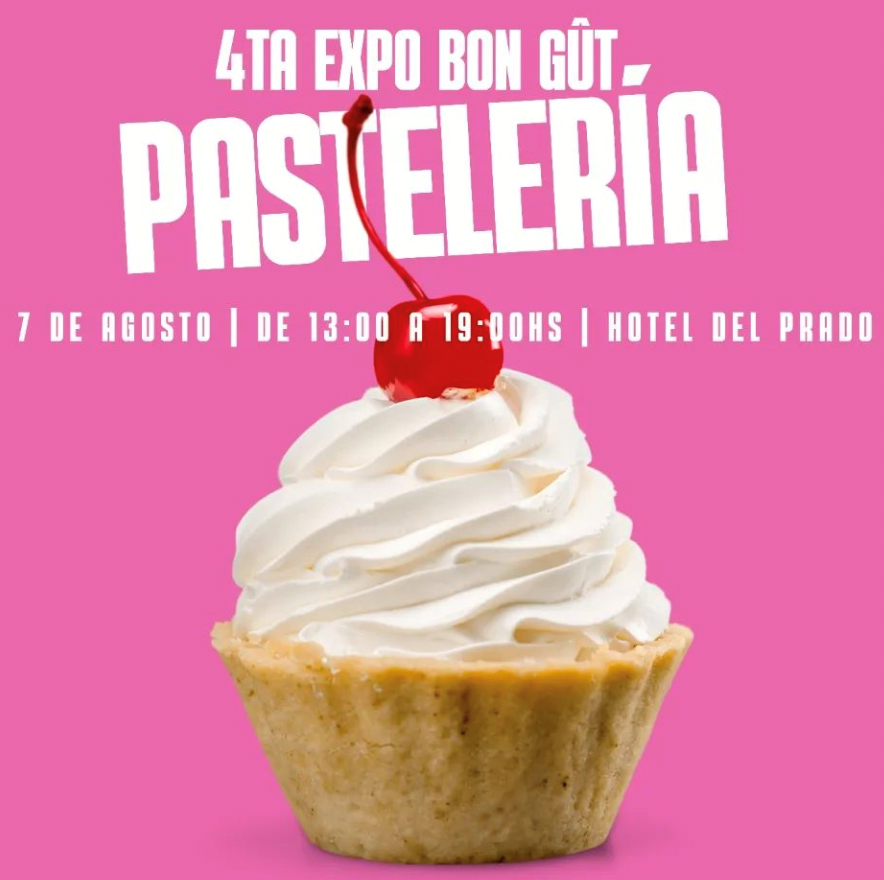 4TA EXPO BON GÛT
PASTELERÍA
7 DE AGOSTO | DE 13:00 A 19:00HS | HOTEL DEL PRADO